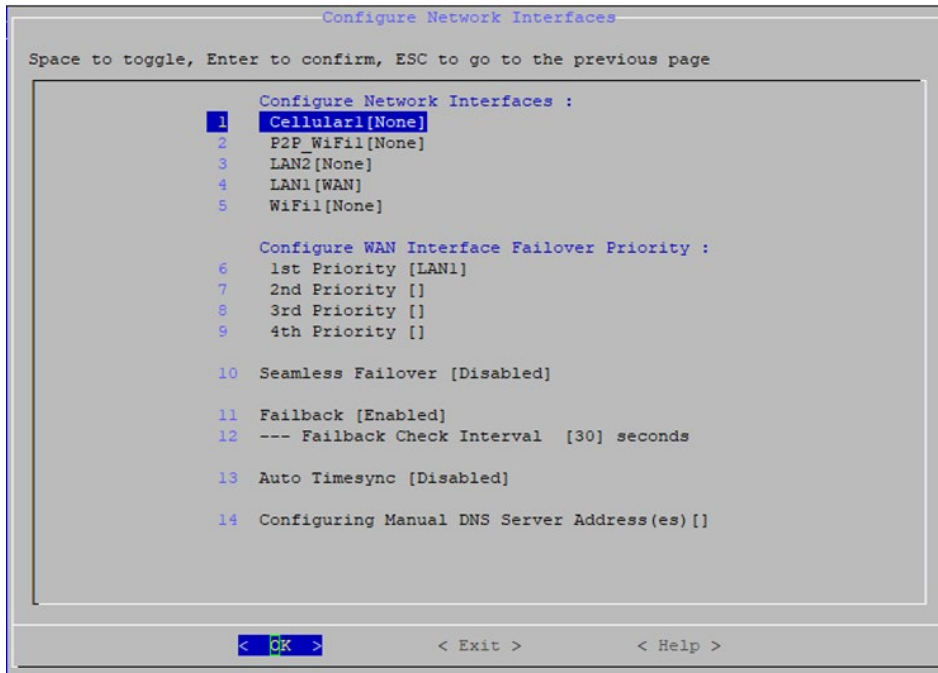 Configure Network Interfaces
Space to toggle, Enter to confirm, ESC to go to the previous page
Configure Network Interfaces :
1 Cellular1[None]
2 P2P_WiFi1[None]
3 LAN2[None]
4 LAN1[WAN]
5 WiFi1[None]
Configure WAN Interface Failover Priority :
6 1st Priority [LAN1]
7 2nd Priority []
8 3rd Priority []
9 4th Priority []
10 Seamless Failover [Disabled]
11 Failback [Enabled]
12 --- Failback Check Interval [30] seconds
13 Auto Timesync [Disabled]
14 Configuring Manual DNS Server Address(es)[]
< OK > < Exit > < Help >